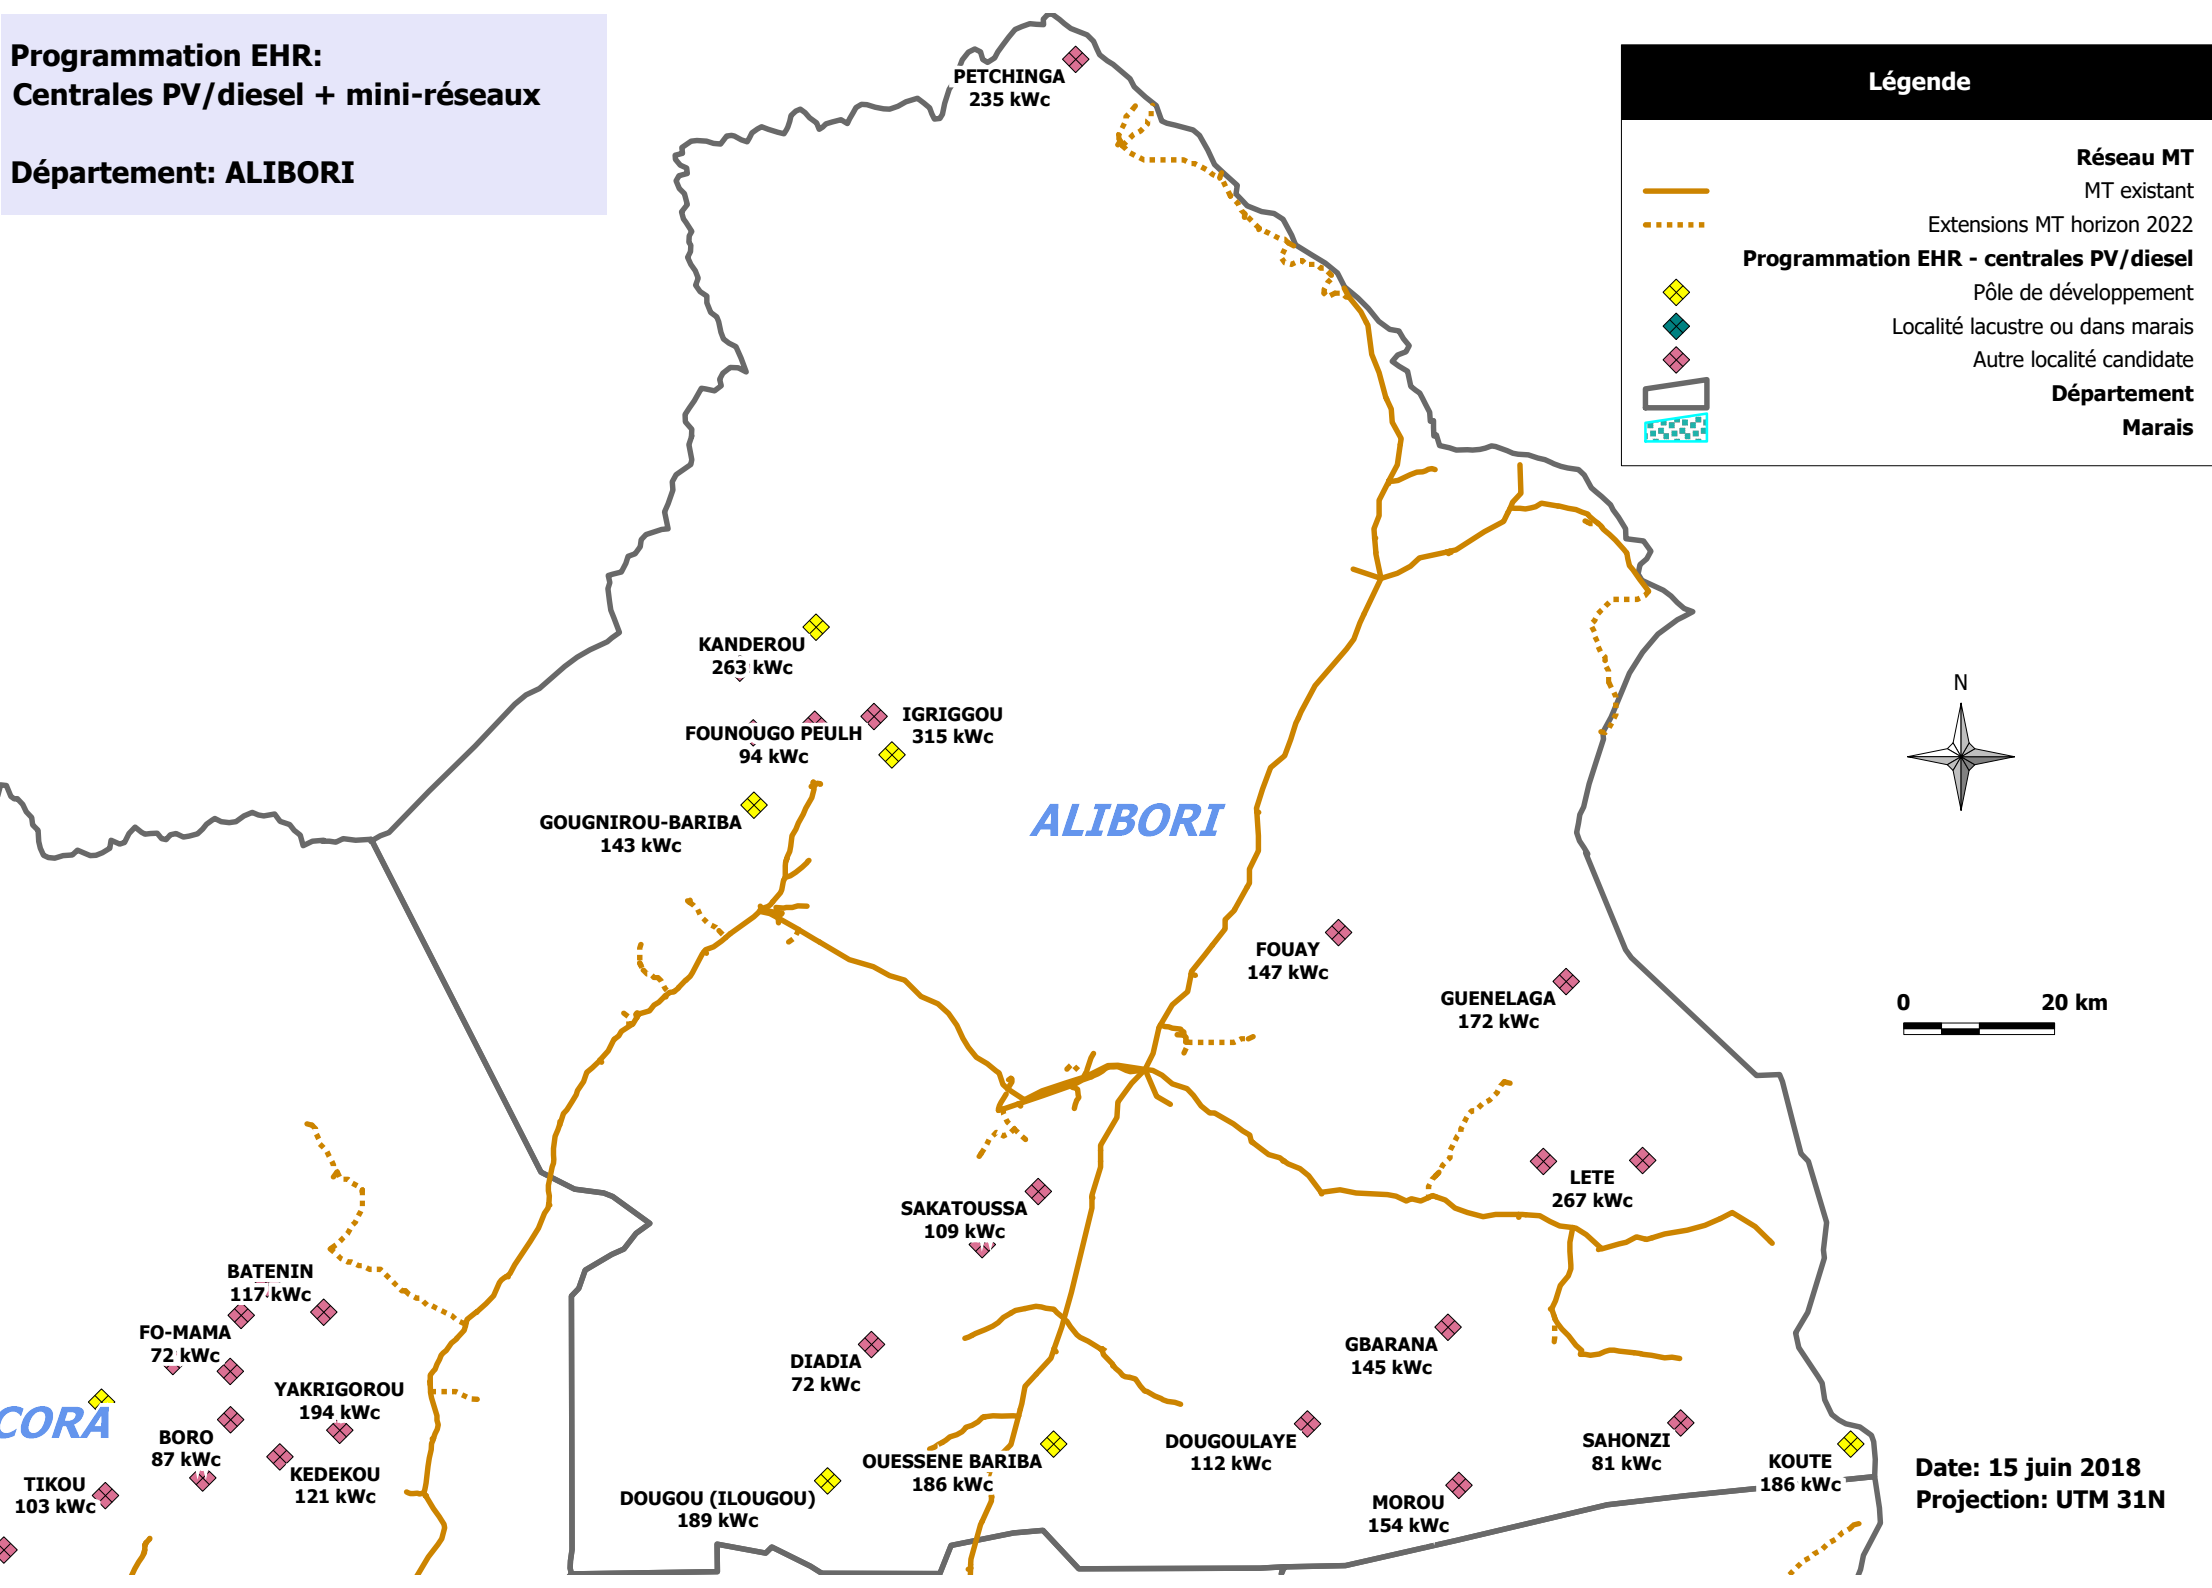 Programmation EHR:
Centrales PV/diesel + mini-réseaux
Département: ALIBORI
Légende
Réseau MT
MT existant
Extensions MT horizon 2022
Programmation EHR - centrales PV/diesel
Pôle de développement
Localité lacustre ou dans marais
Autre localité candidate
Département
Marais
PETCHINGA
235 kWc
KANDEROU
263 kWc
IGRIGGOU
315 kWc
FOUNOUGO PEULH
94 kWc
GOUGNIROU-BARIBA
143 kWc
ALIBORI
N
FOUAY
147 kWc
GUENELAGA
172 kWc
0 20 km
LETE
267 kWc
SAKATOUSSA
109 kWc
BATENIN
117 kWc
FO-MAMA
72 kWc
DIADIA
72 kWc
GBARANA
145 kWc
YAKRIGOROU
194 kWc
CORA
BORO
87 kWc
KEDEKOU
121 kWc
TIKOU
103 kWc
OUESSENE BARIBA
186 kWc
DOUGOULAYE
112 kWc
SAHONZI
81 kWc
KOUTE
186 kWc
DOUGOU (ILOUGOU)
189 kWc
MOROU
154 kWc
Date: 15 juin 2018
Projection: UTM 31N